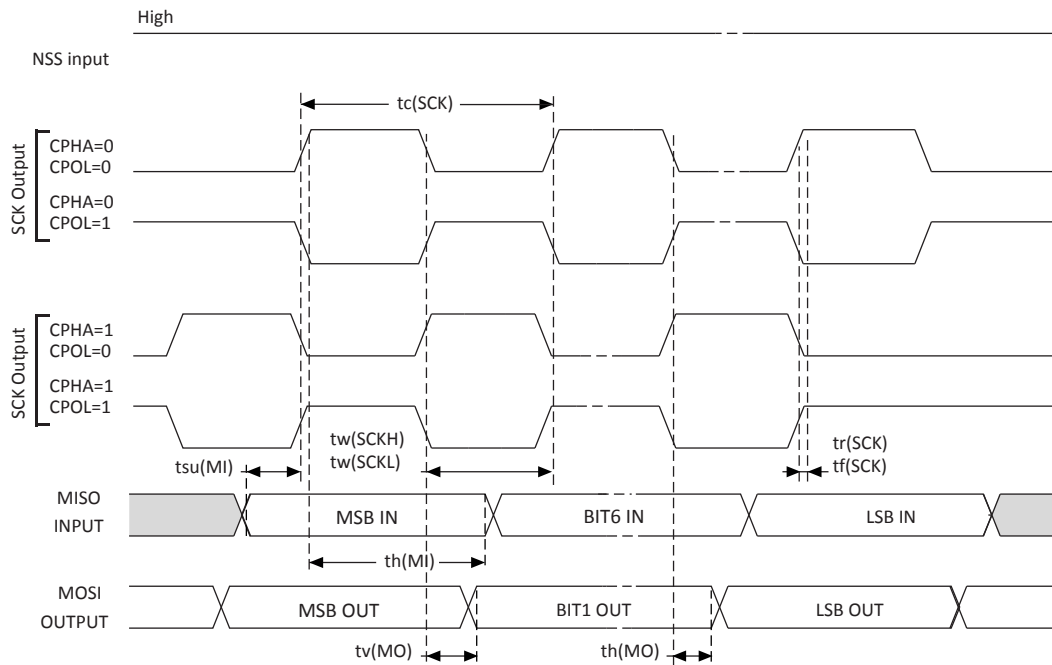 High
NSS input
tc(SCK)
SCK Output
CPHA=0
CPOL=0
CPHA=0
CPOL=1
SCK Output
CPHA=1
CPOL=0
CPHA=1
CPOL=1
tw(SCKH)
tw(SCKL)
tr(SCK)
tf(SCK)
tsu(MI)
MISO
INPUT
MSB IN
BIT6 IN
LSB IN
th(MI)
MOSI
OUTPUT
MSB OUT
BIT1 OUT
LSB OUT
tv(MO)
th(MO)